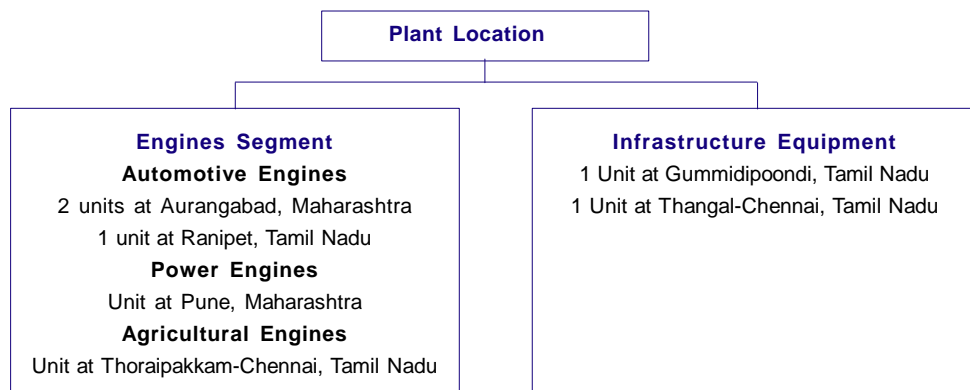 Plant Location
Engines Segment
Automotive Engines
2 units at Aurangabad, Maharashtra
1 unit at Ranipet, Tamil Nadu
Power Engines
Unit at Pune, Maharashtra
Agricultural Engines
Unit at Thoraipakkam-Chennai, Tamil Nadu
Infrastructure Equipment
1 Unit at Gummidipoondi, Tamil Nadu
1 Unit at Thangal-Chennai, Tamil Nadu